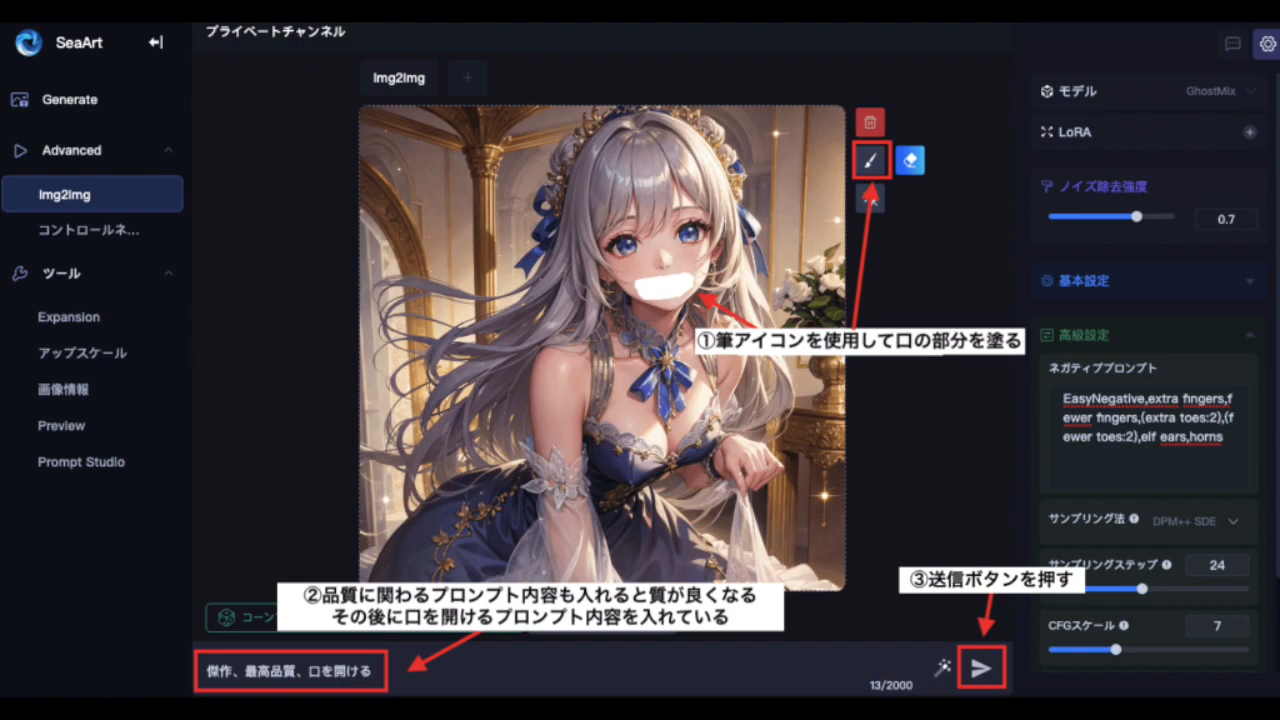 SeaArt
プライベートチャンネル
Generate
Advanced
Img2Img
コントロールネ...
ツール
Expansion
アップスケール
画像情報
Preview
Prompt Studio
Img2Img
+
①筆アイコンを使用して口の部分を塗る
②品質に関わるプロンプト内容も入れると質が良くなる
その後に口を開けるプロンプト内容を入れている
③送信ボタンを押す
コーン
傑作、最高品質、口を開ける
13/2000
モデル GhostMix
LoRA
ノイズ除去強度
0.7
基本設定
高級設定
ネガティブプロンプト
EasyNegative,extra fingers,f
ewer fingers,(extra toes:2),(f
ewer toes:2),elf ears,horns
サンプリング法 DPM++ SDE
サンプリングステップ 24
CFGスケール 7